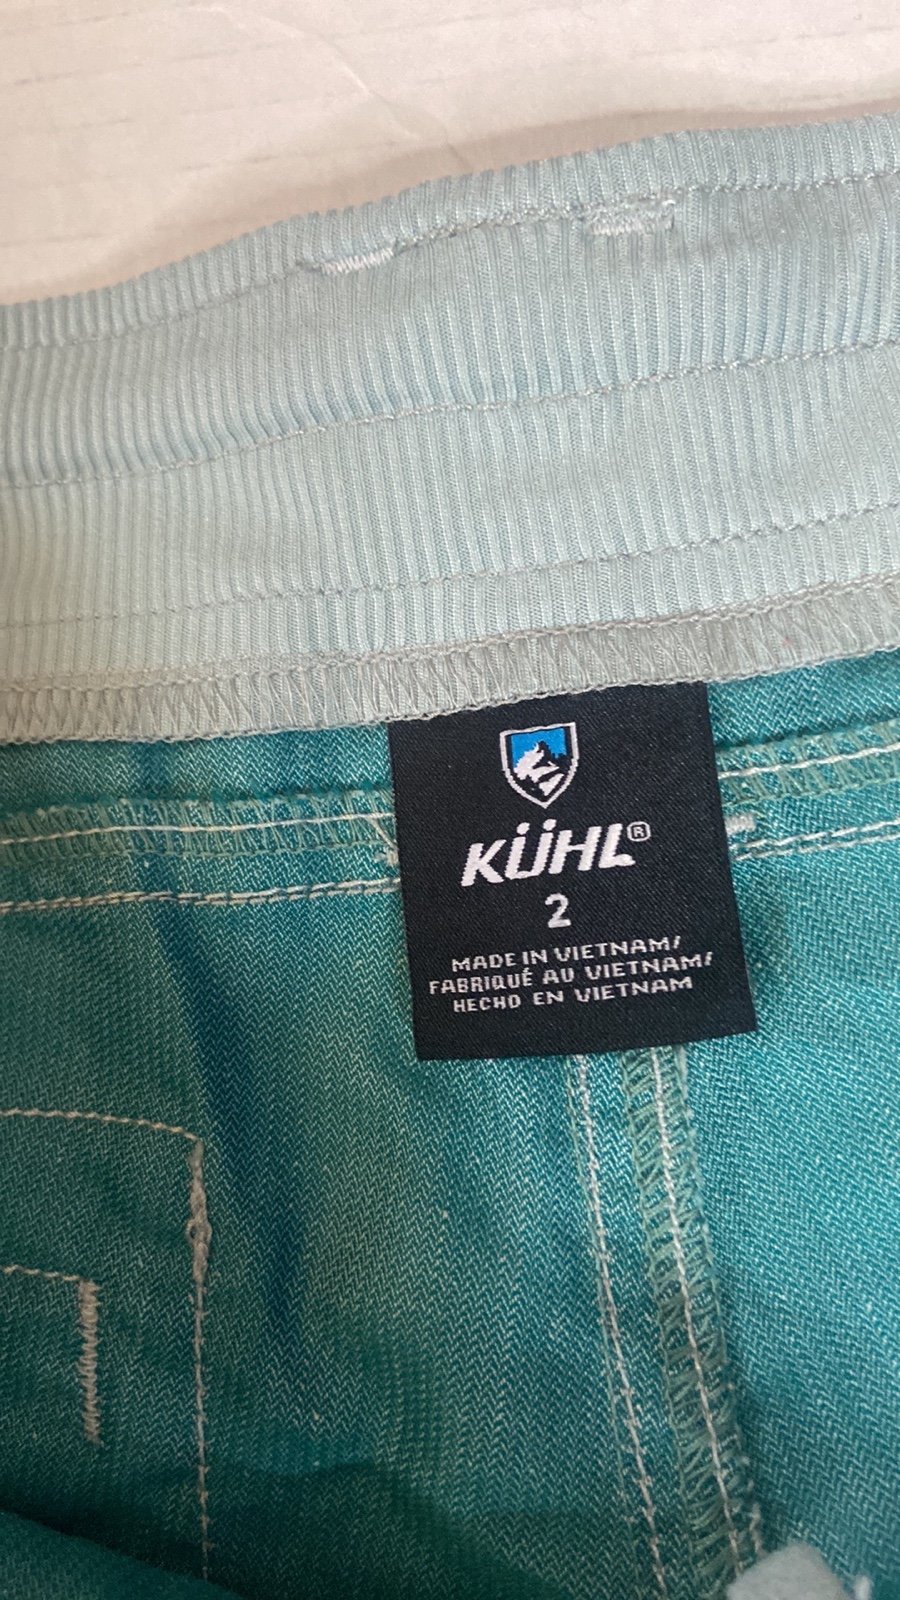 KÜHL®
2
MADE IN VIETNAM/
FABRIQUÉ AU VIETNAM/
HECHO EN VIETNAM